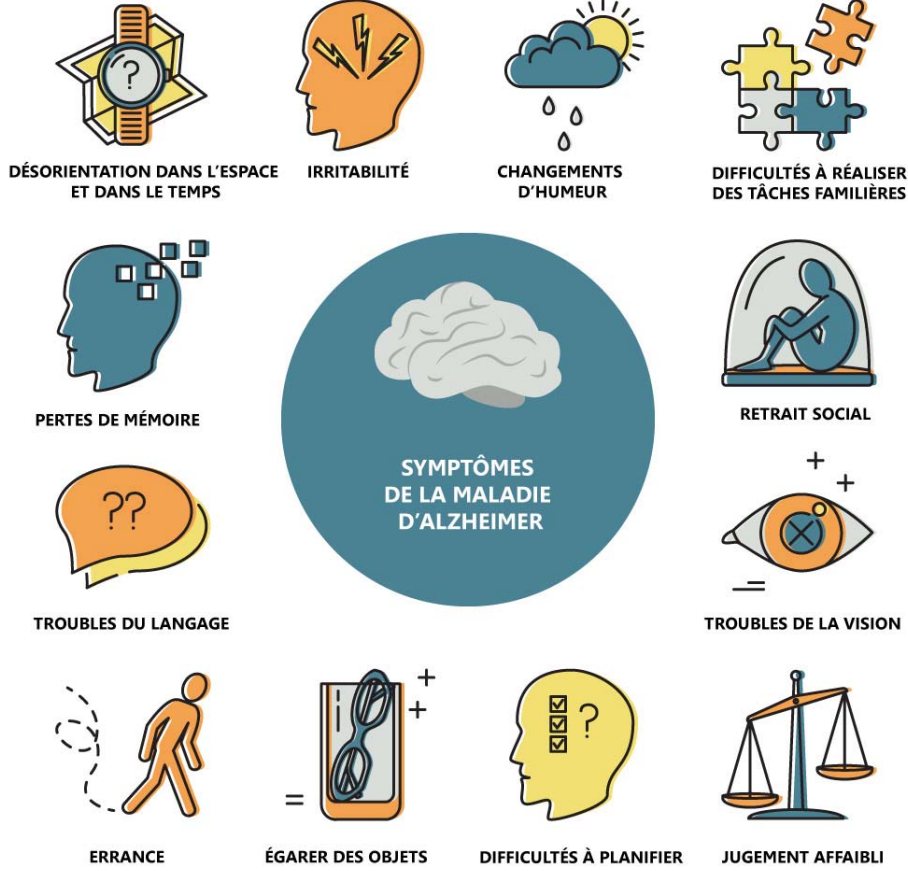 ?
DÉSORIENTATION DANS L'ESPACE
ET DANS LE TEMPS
IRRITABILITÉ
CHANGEMENTS
D'HUMEUR
DIFFICULTÉS À RÉALISER
DES TÂCHES FAMILIÈRES
PERTES DE MÉMOIRE
SYMPTÔMES
DE LA MALADIE
D'ALZHEIMER
RETRAIT SOCIAL
??
TROUBLES DU LANGAGE
TROUBLES DE LA VISION
ERRANCE
ÉGARER DES OBJETS
?
DIFFICULTÉS À PLANIFIER
JUGEMENT AFFAIBLI